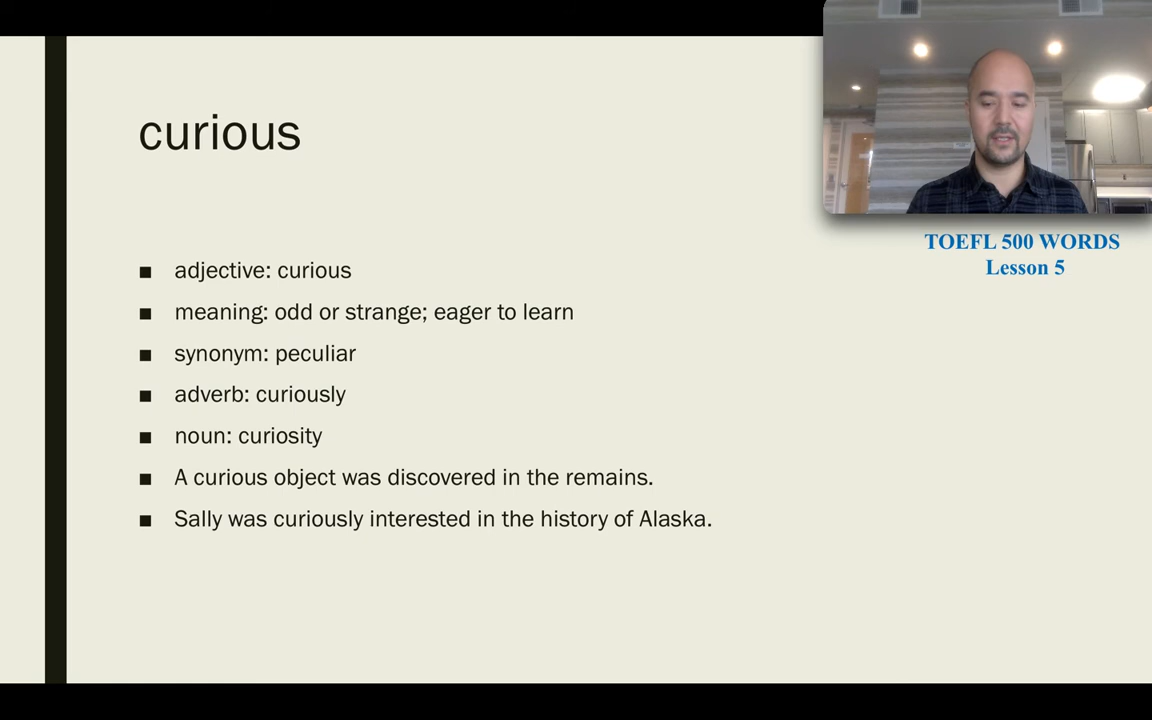 curious
TOEFL 500 WORDS
Lesson 5
■ adjective: curious
■ meaning: odd or strange; eager to learn
■ synonym: peculiar
■ adverb: curiously
■ noun: curiosity
■ A curious object was discovered in the remains.
■ Sally was curiously interested in the history of Alaska.